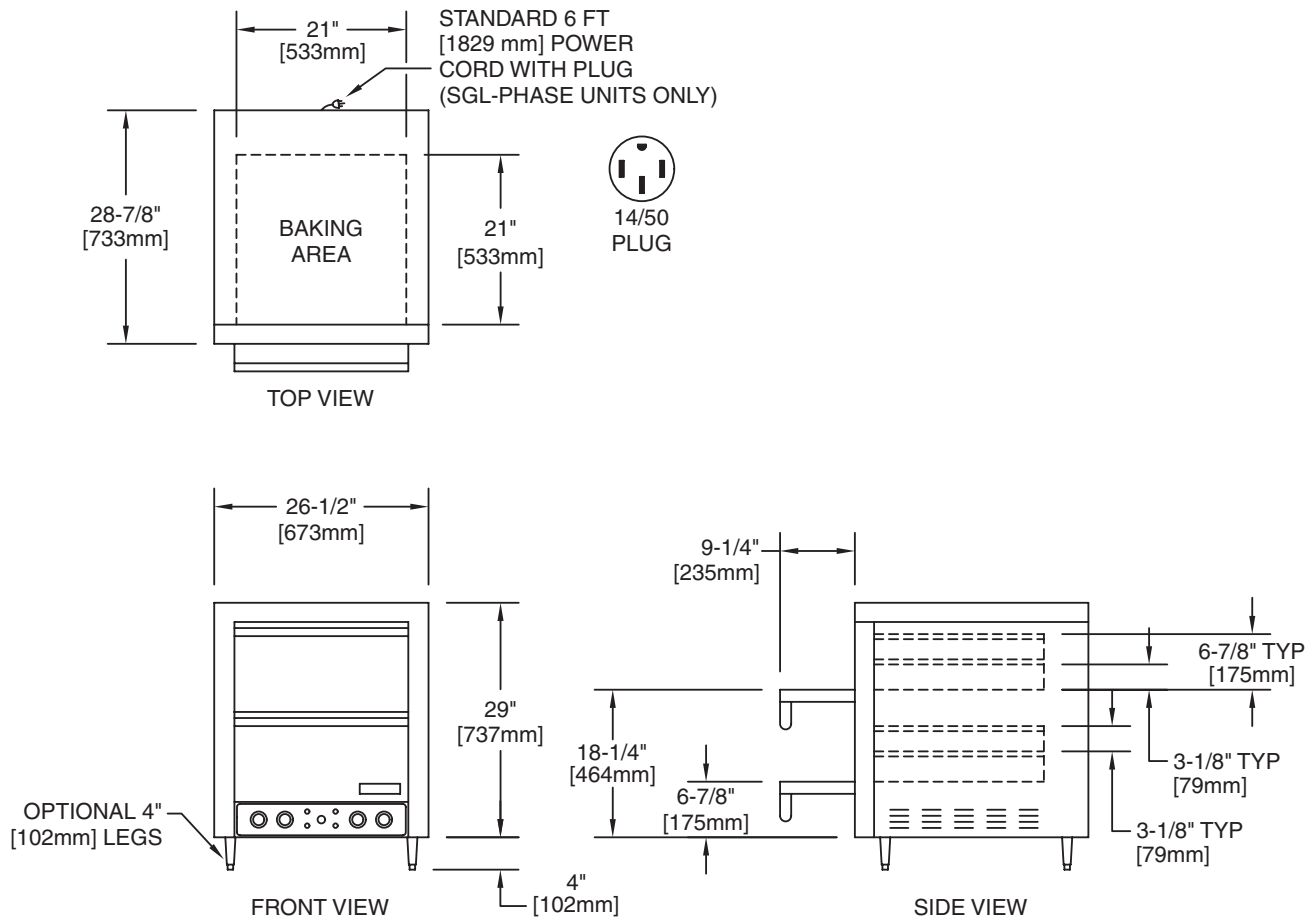 21"
[533mm]
STANDARD 6 FT
[1829 mm] POWER
CORD WITH PLUG
(SGL-PHASE UNITS ONLY)
28-7/8"
[733mm]
BAKING
AREA
21"
[533mm]
14/50
PLUG
TOP VIEW
26-1/2"
[673mm]
29"
[737mm]
OPTIONAL 4"
[102mm] LEGS
4"
[102mm]
FRONT VIEW
9-1/4"
[235mm]
6-7/8" TYP
[175mm]
18-1/4"
[464mm]
6-7/8"
[175mm]
3-1/8" TYP
[79mm]
3-1/8" TYP
[79mm]
SIDE VIEW